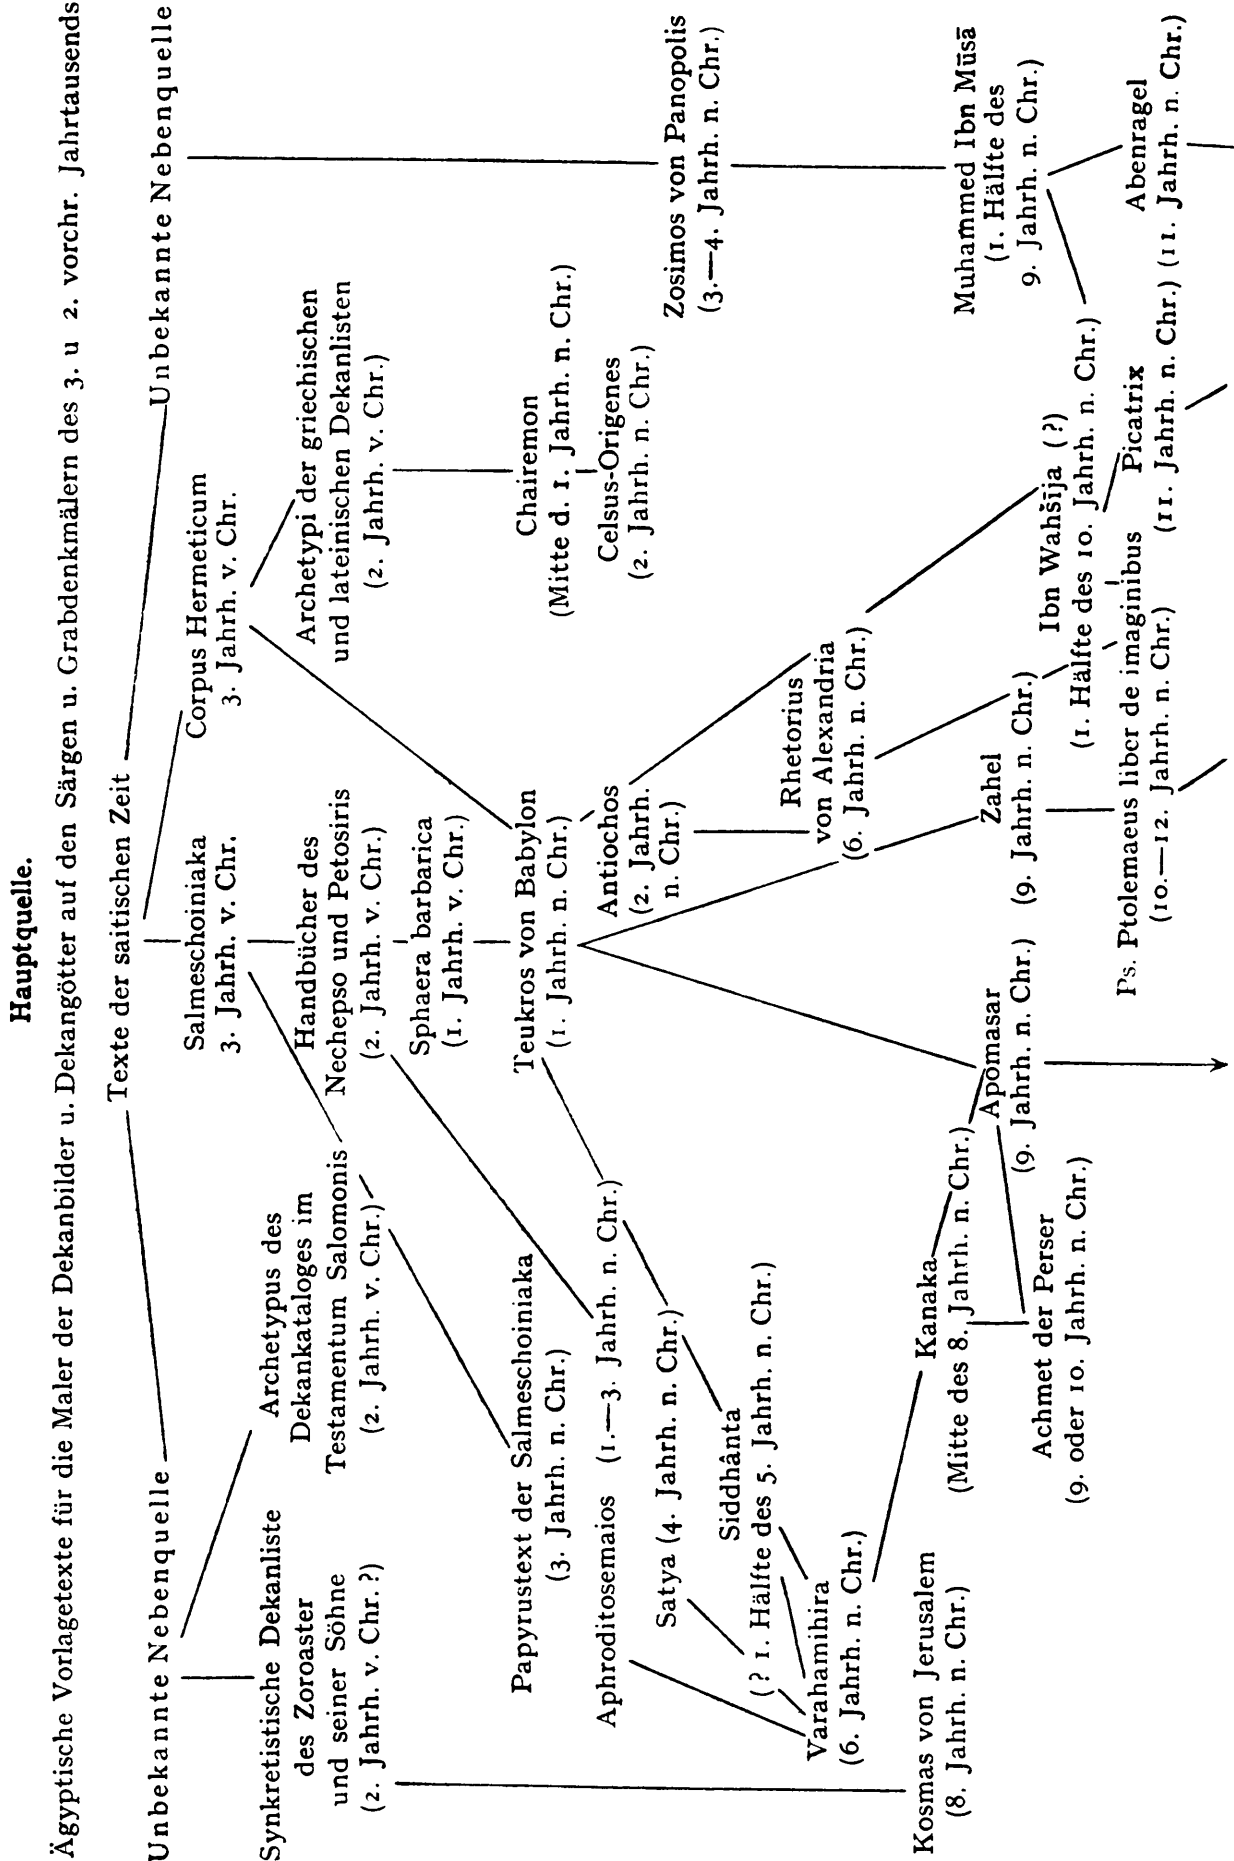 Hauptquelle.
Ägyptische Vorlagetexte für die Maler der Dekanbilder u. Dekangötter auf den Särgen u. Grabdenkmälern des 3. u 2. vorchr. Jahrtausends
Texte der saitischen Zeit
Unbekannte Nebenquelle
Unbekannte Nebenquelle
Salmeschoiniaka
3. Jahrh. v. Chr.
Corpus Hermeticum
3. Jahrh. v. Chr.
Synkretistische Dekanliste
des Zoroaster
und seiner Söhne
(2. Jahrh. v. Chr. ?)
Archetypus des
Dekankataloges im
Testamentum Salomonis
(2. Jahrh. v. Chr.)
Handbücher des
Nechepso und Petosiris
(2. Jahrh. v. Chr.)
Archetypi der griechischen
und lateinischen Dekanlisten
(2. Jahrh. v. Chr.)
Sphaera barbarica
(1. Jahrh. v. Chr.)
Papyrustext der Salmeschoiniaka
(3. Jahrh. n. Chr.)
Teukros von Babylon
(1. Jahrh. n. Chr.)
Chairemon
(Mitte d. 1. Jahrh. n. Chr.)
Celsus-Origenes
(2. Jahrh. n. Chr.)
Aphroditosemaios (1.—3. Jahrh. n. Chr.)
Antiochos
(2. Jahrh.
n. Chr.)
Zosimos von Panopolis
(3.—4. Jahrh. n. Chr.)
Satya (4. Jahrh. n. Chr.)
Siddhânta
(? 1. Hälfte des 5. Jahrh. n. Chr.)
Rhetorius
von Alexandria
(6. Jahrh. n. Chr.)
Varahamihira
(6. Jahrh. n. Chr.)
Kosmas von Jerusalem
(8. Jahrh. n. Chr.)
Kanaka
(Mitte des 8. Jahrh. n. Chr.)
Apomasar
(9. Jahrh. n. Chr.)
Zahel
(9. Jahrh. n. Chr.)
Muhammed Ibn Mūsā
(1. Hälfte des
9. Jahrh. n. Chr.)
Achmet der Perser
(9. oder 10. Jahrh. n. Chr.)
Ibn Wahšīja (?)
(1. Hälfte des 10. Jahrh. n. Chr.)
Ps. Ptolemaeus liber de imaginibus
(10.—12. Jahrh. n. Chr.)
Picatrix
(11. Jahrh. n. Chr.)
Abenragel
(11. Jahrh. n. Chr.)